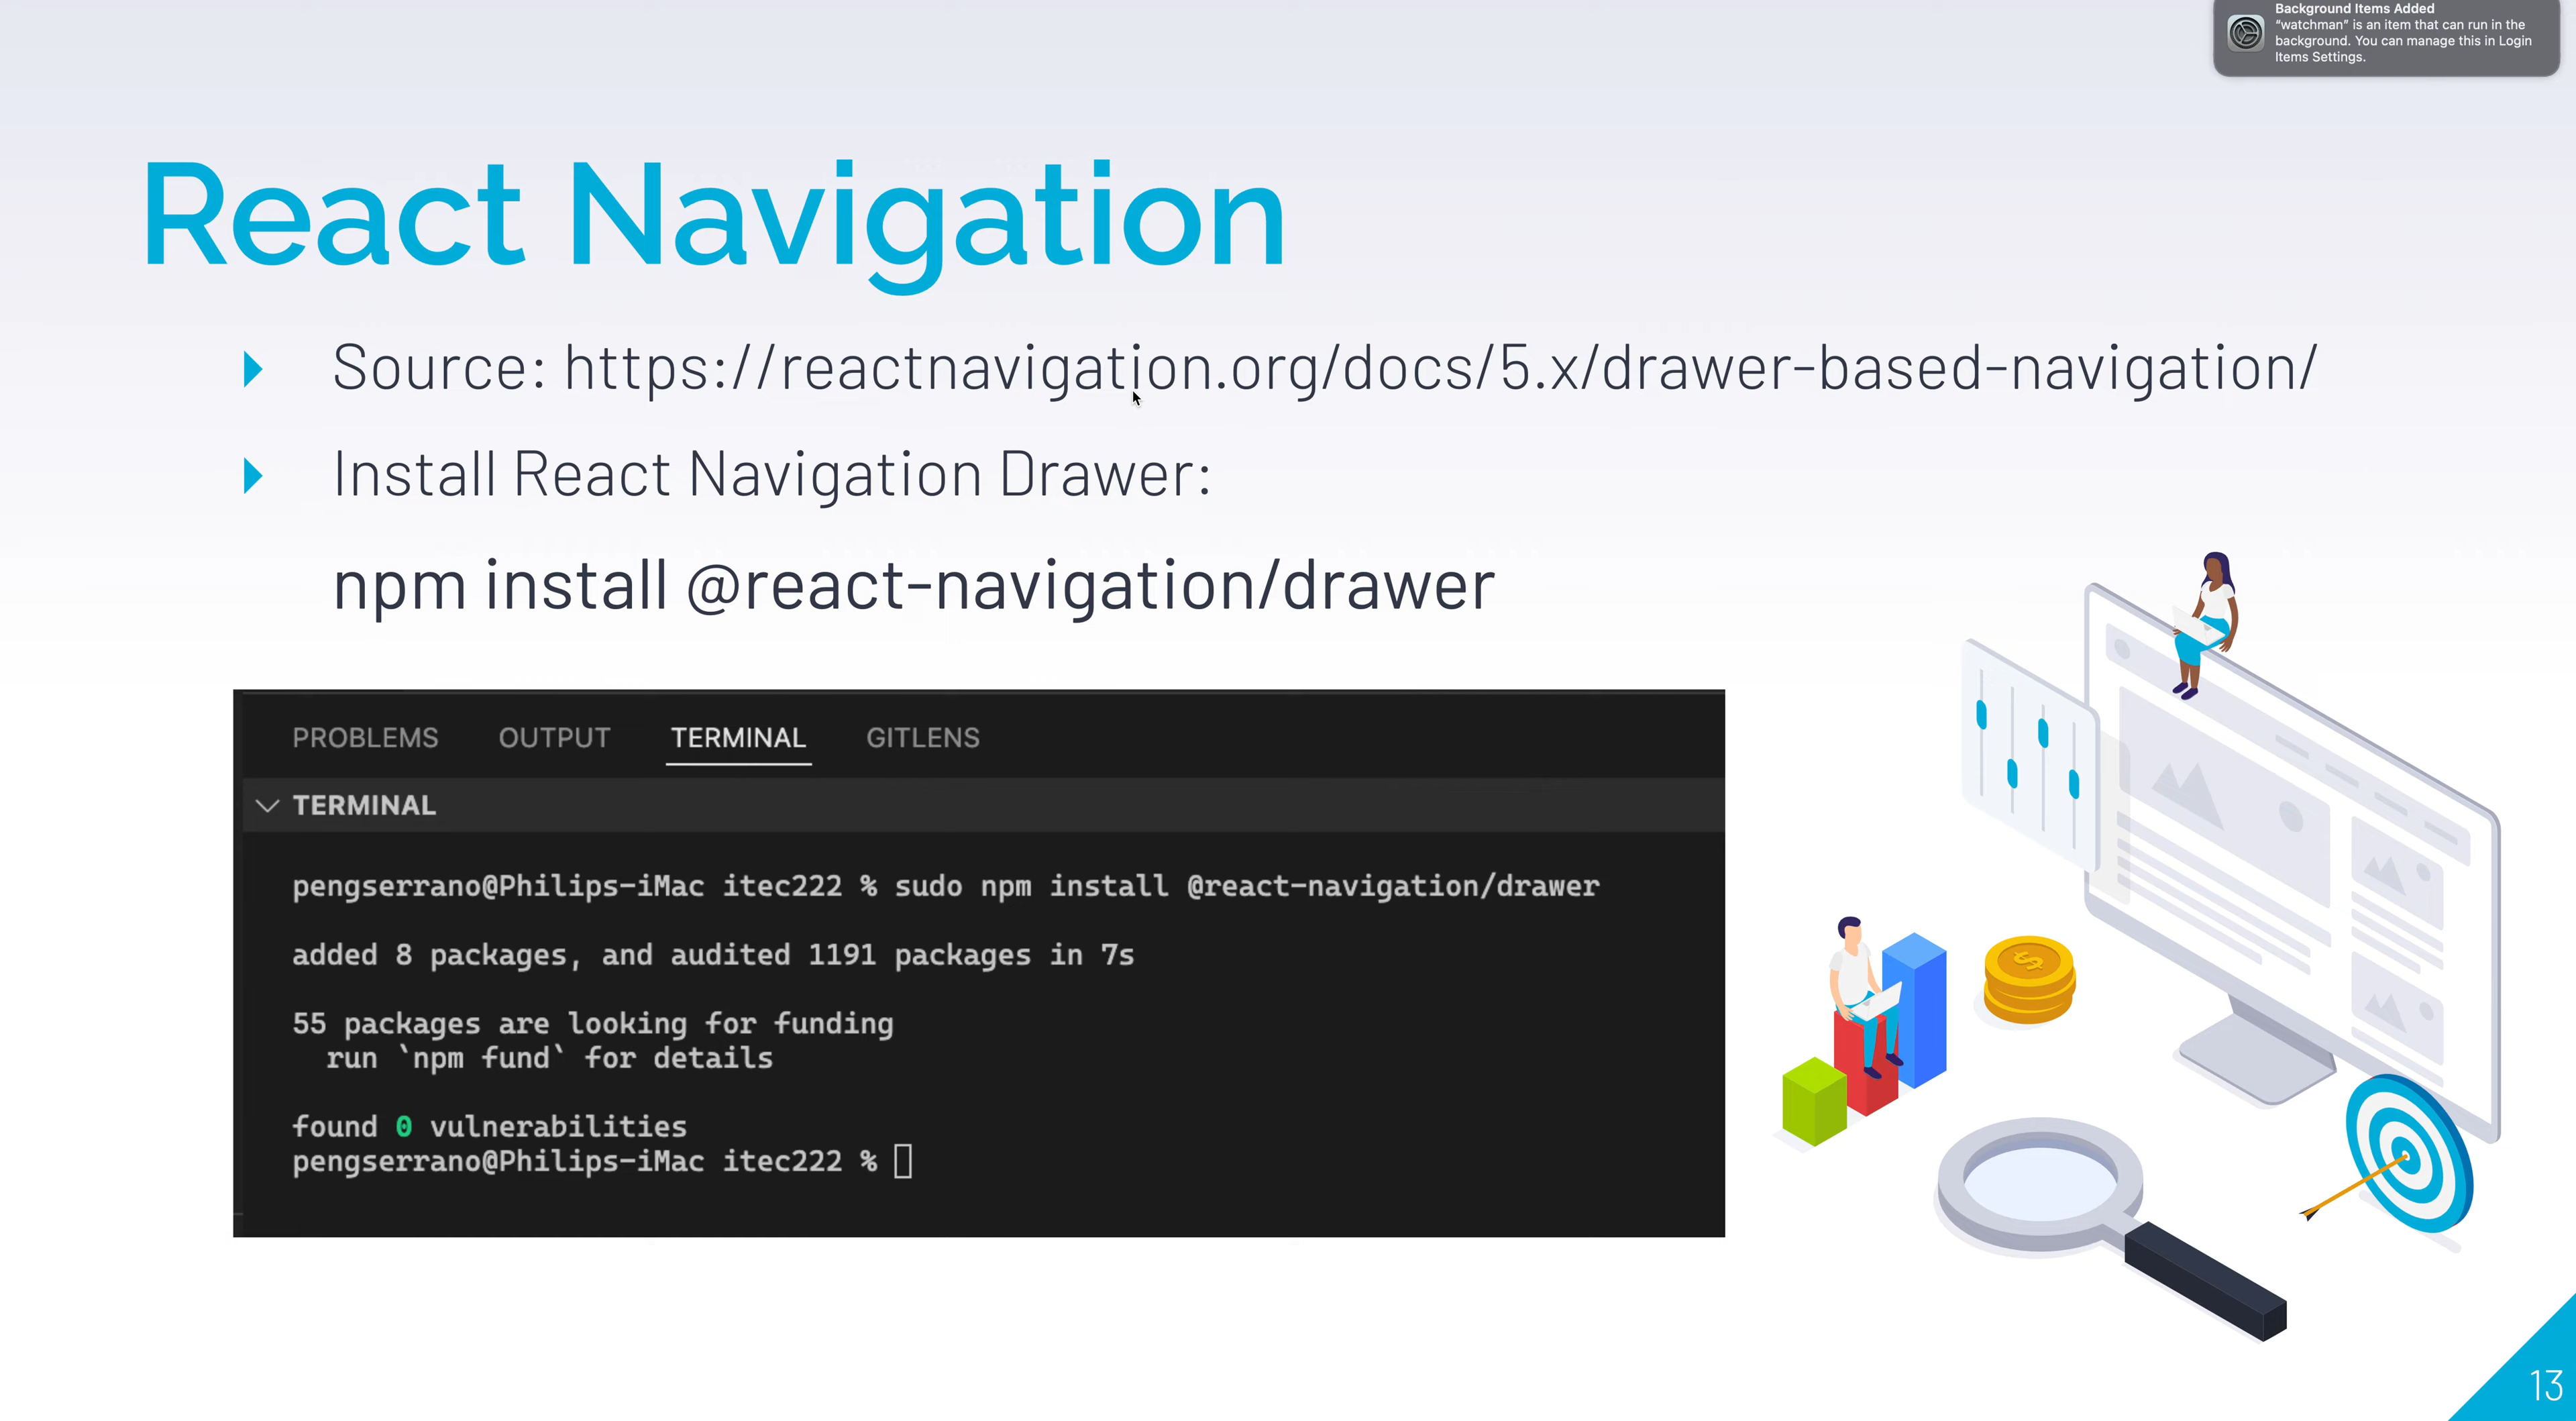 Background Items Added
“watchman” is an item that can run in the
background. You can manage this in Login
Items Settings.
React Navigation
Source: https://reactnavigation.org/docs/5.x/drawer-based-navigation/
Install React Navigation Drawer:
npm install @react-navigation/drawer
PROBLEMS OUTPUT TERMINAL GITLENS
TERMINAL
pengserrano@Philips-iMac itec222 % sudo npm install @react-navigation/drawer
added 8 packages, and audited 1191 packages in 7s
55 packages are looking for funding
run `npm fund` for details
found 0 vulnerabilities
pengserrano@Philips-iMac itec222 %
13